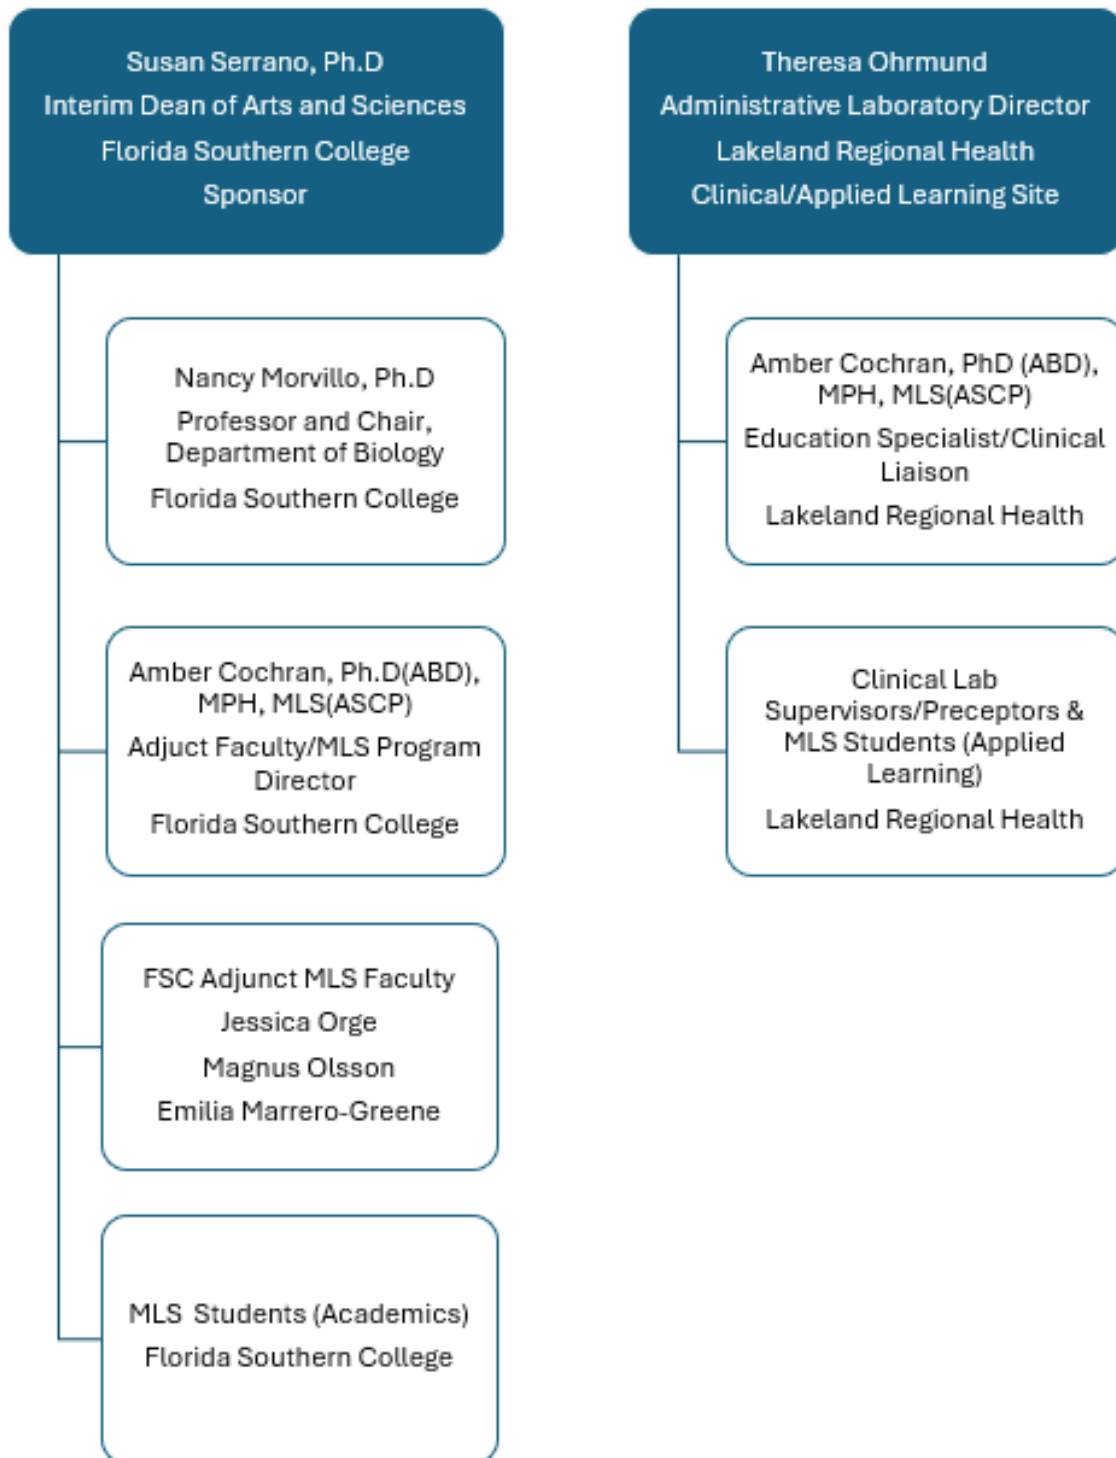 Susan Serrano, Ph.D
Interim Dean of Arts and Sciences
Florida Southern College
Sponsor
Nancy Morvillo, Ph.D
Professor and Chair,
Department of Biology
Florida Southern College
Amber Cochran, Ph.D(ABD),
MPH, MLS(ASCP)
Adjuct Faculty/MLS Program
Director
Florida Southern College
FSC Adjunct MLS Faculty
Jessica Orge
Magnus Olsson
Emilia Marrero-Greene
MLS  Students (Academics)
Florida Southern College
Theresa Ohrmund
Administrative Laboratory Director
Lakeland Regional Health
Clinical/Applied Learning Site
Amber Cochran, PhD (ABD),
MPH, MLS(ASCP)
Education Specialist/Clinical
Liaison
Lakeland Regional Health
Clinical Lab
Supervisors/Preceptors &
MLS Students (Applied
Learning)
Lakeland Regional Health